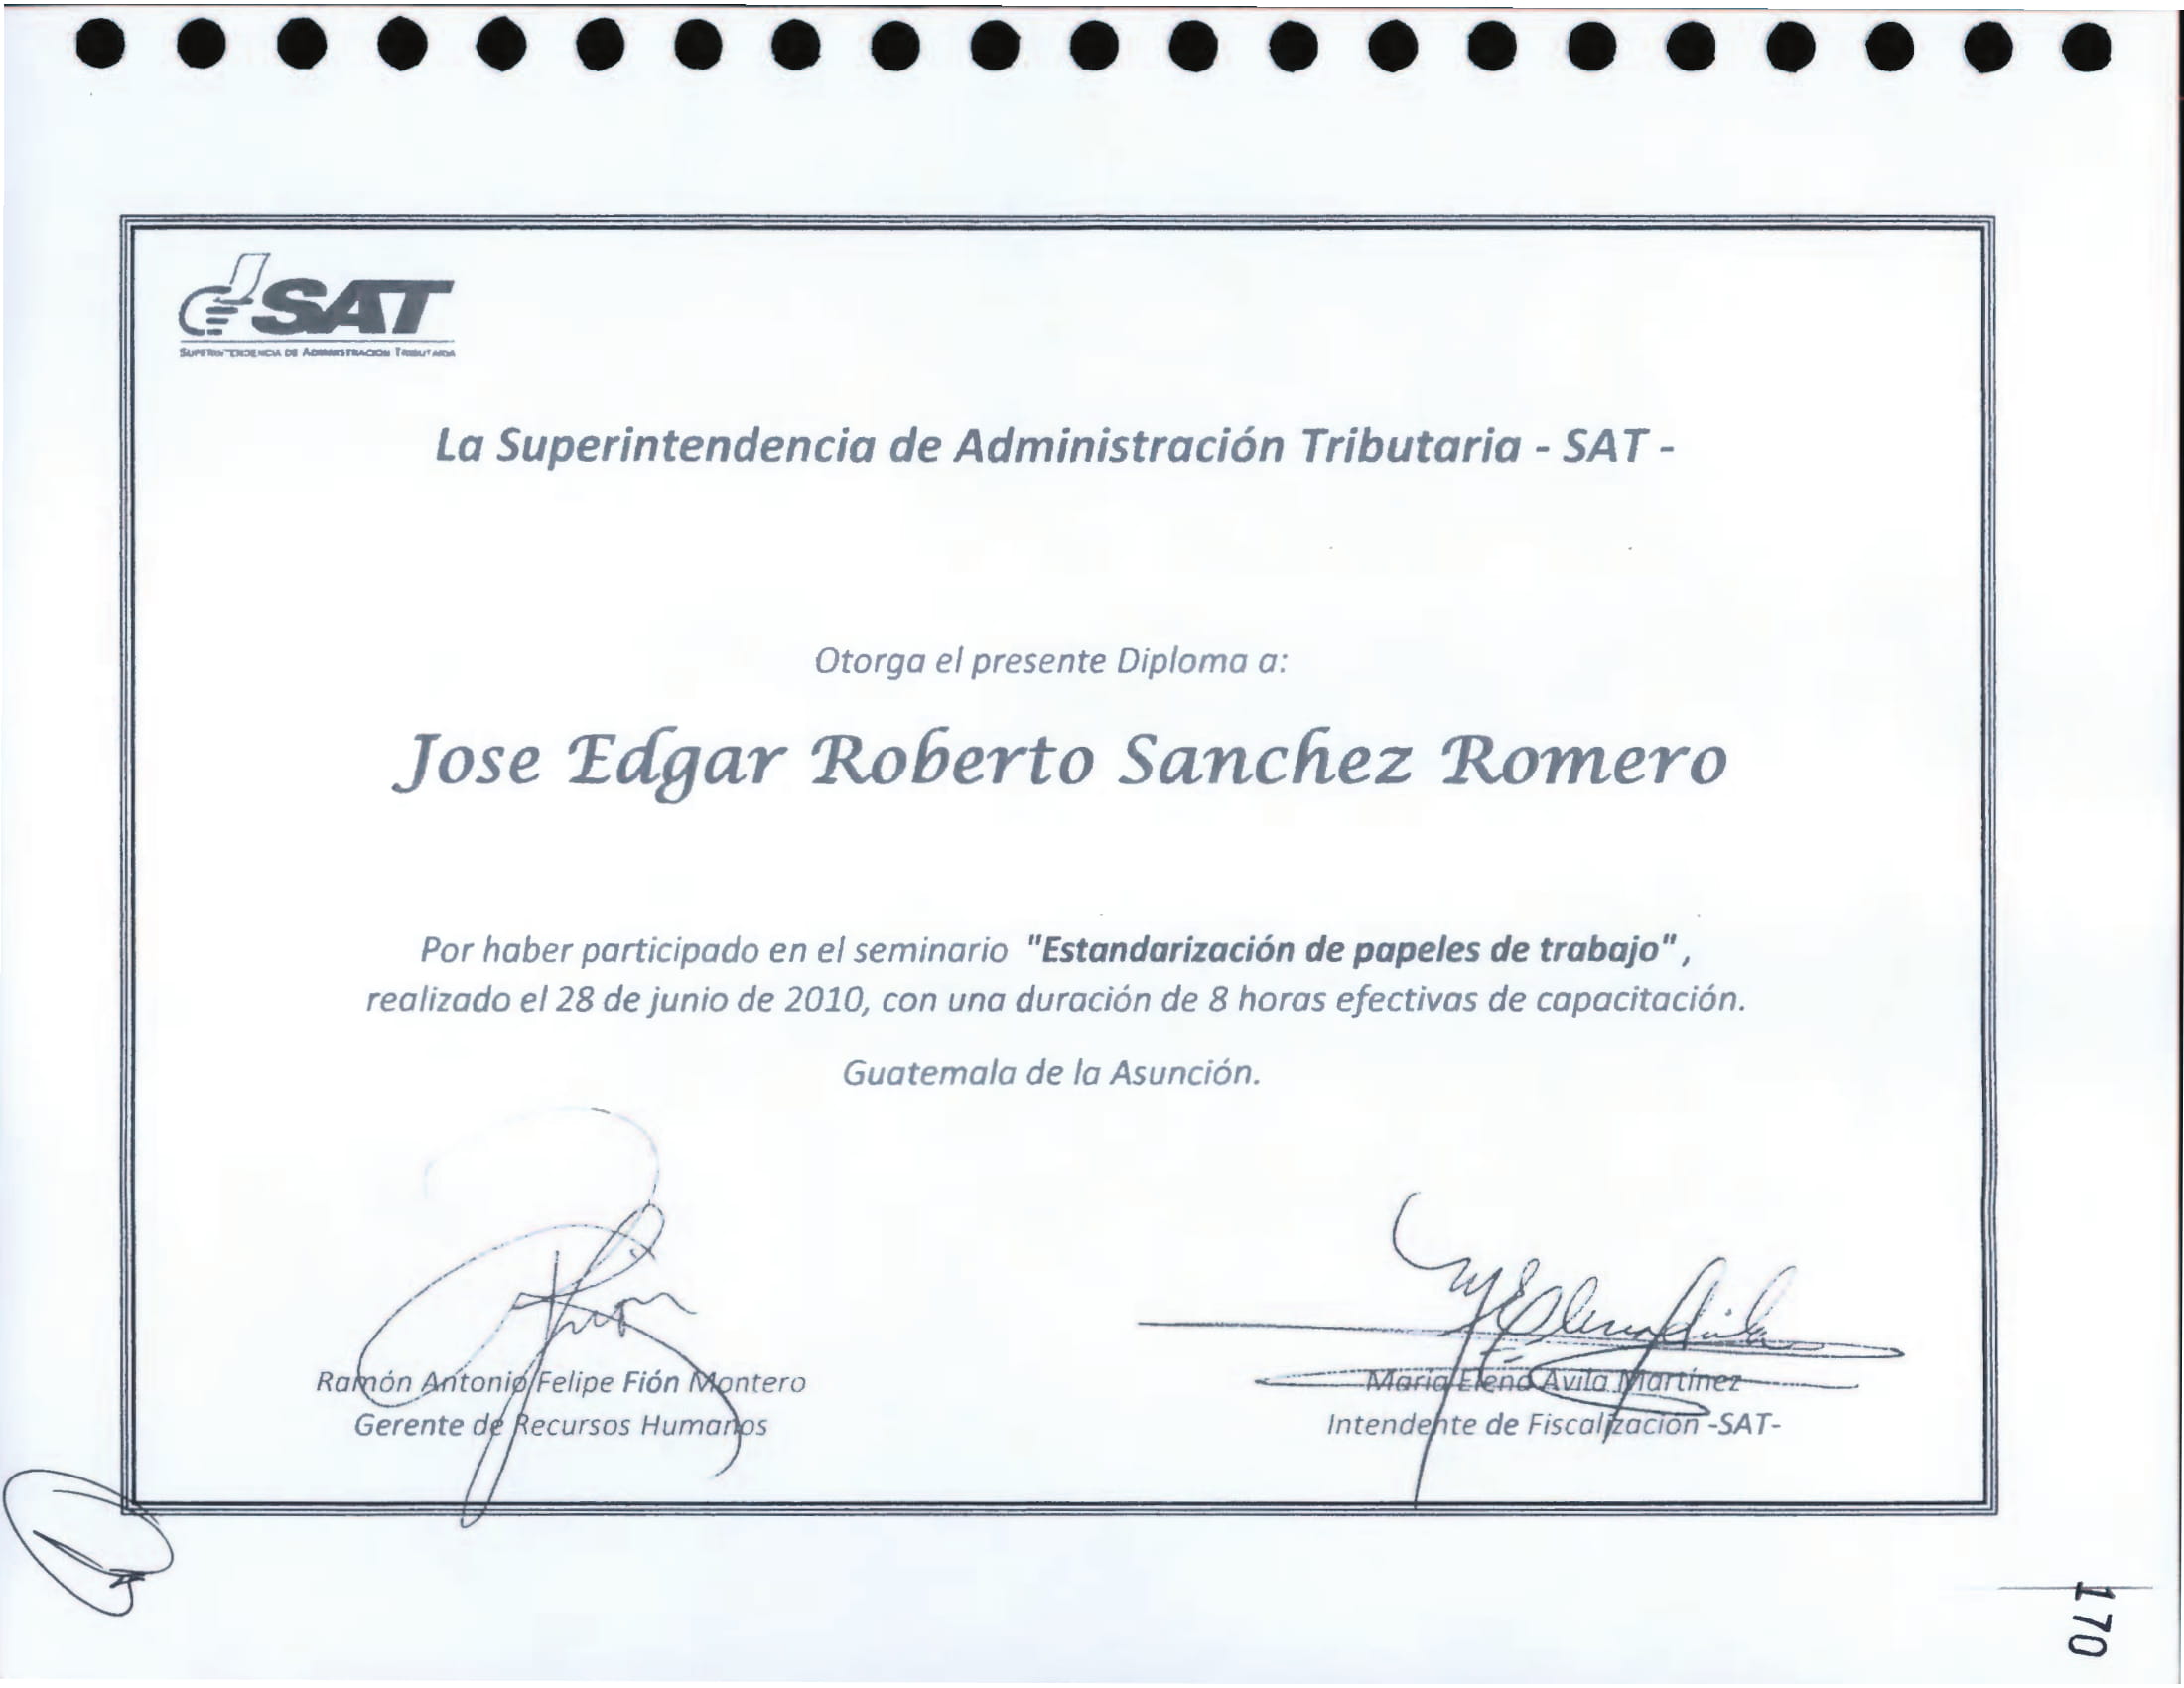 SAT
SUPERINTENDENCIA DE ADMINISTRACION TRIBUTARIA
La Superintendencia de Administración Tributaria - SAT -
Otorga el presente Diploma a:
Jose Edgar Roberto Sanchez Romero
Por haber participado en el seminario "Estandarización de papeles de trabajo",
realizado el 28 de junio de 2010, con una duración de 8 horas efectivas de capacitación.
Guatemala de la Asunción.
Ramón Antonio Felipe Fión Montero
Gerente de Recursos Humanos
María Elena Avila Martínez
Intendente de Fiscalización -SAT-
170